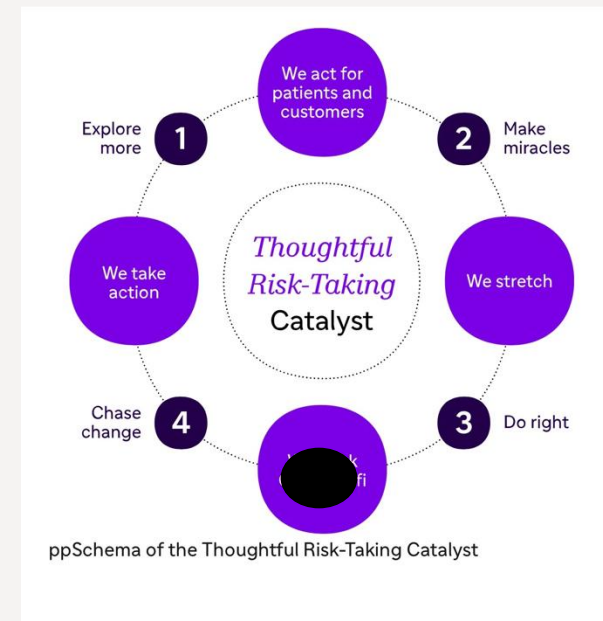 We act for
patients and
customers
Explore
more
1
2
Make
miracles
We take
action
Thoughtful
Risk-Taking
Catalyst
We stretch
Chase
change
4
3
Do right
ppSchema of the Thoughtful Risk-Taking Catalyst